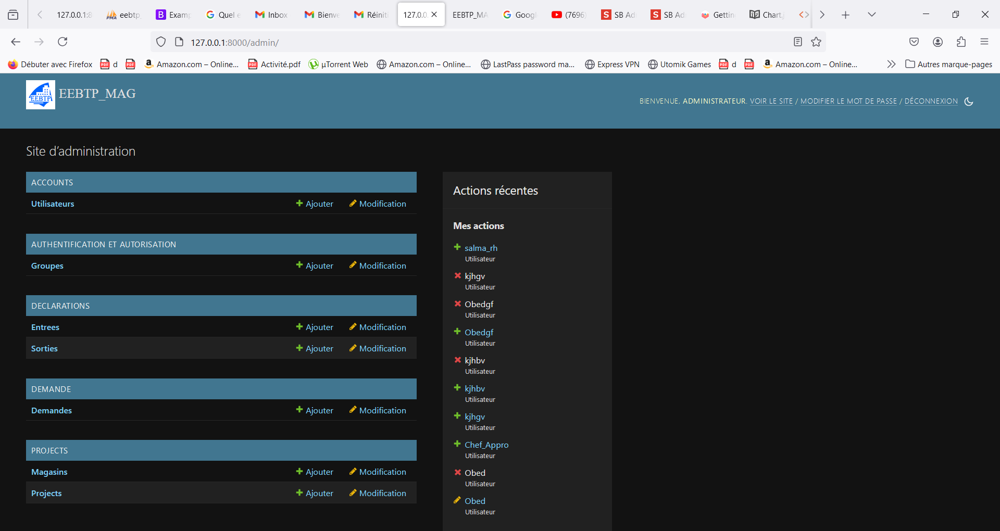 127.0.0.1:8
eebtp
Examp
Quel e
Inbox
Bienve
Réiniti
127.0.0.
EEBTP_MA
Googl
(7696)
SB Ad
SB Ad
Gettin
Chart.j
127.0.0.1:8000/admin/
Débuter avec Firefox
d
Amazon.com – Online...
Activité.pdf
µTorrent Web
Amazon.com – Online...
LastPass password ma...
Express VPN
Utomik Games
d
Amazon.com – Online...
Autres marque-pages
EEBTP
EEBTP_MAG
BIENVENUE, ADMINISTRATEUR. VOIR LE SITE / MODIFIER LE MOT DE PASSE / DÉCONNEXION
Site d’administration
ACCOUNTS
Utilisateurs Ajouter Modification
AUTHENTIFICATION ET AUTORISATION
Groupes Ajouter Modification
DECLARATIONS
Entrees Ajouter Modification
Sorties Ajouter Modification
DEMANDE
Demandes Ajouter Modification
PROJECTS
Magasins Ajouter Modification
Projects Ajouter Modification
Actions récentes
Mes actions
salma_rh
Utilisateur
kjhgv
Utilisateur
Obedgf
Utilisateur
Obedgf
Utilisateur
kjhbv
Utilisateur
kjhbv
Utilisateur
kjhgv
Utilisateur
Chef_Appro
Utilisateur
Obed
Utilisateur
Obed
Utilisateur